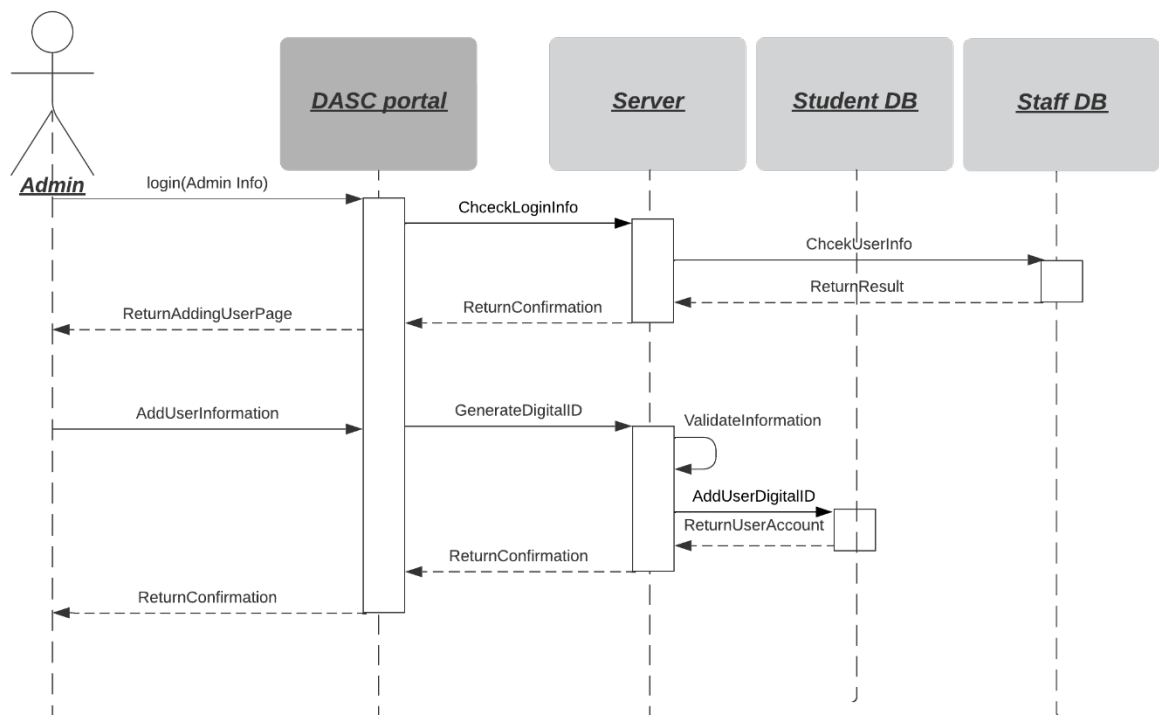 DASC portal
Server
Student DB
Staff DB
Admin
login(Admin Info)
ChceckLoginInfo
ChcekUserInfo
ReturnResult
ReturnConfirmation
ReturnAddingUserPage
AddUserInformation
GenerateDigitalID
ValidateInformation
AddUserDigitalID
ReturnUserAccount
ReturnConfirmation
ReturnConfirmation